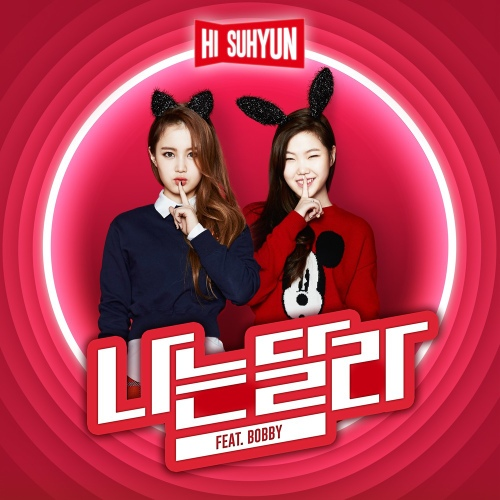 HI SUHYUN
나는달라
FEAT. BOBBY